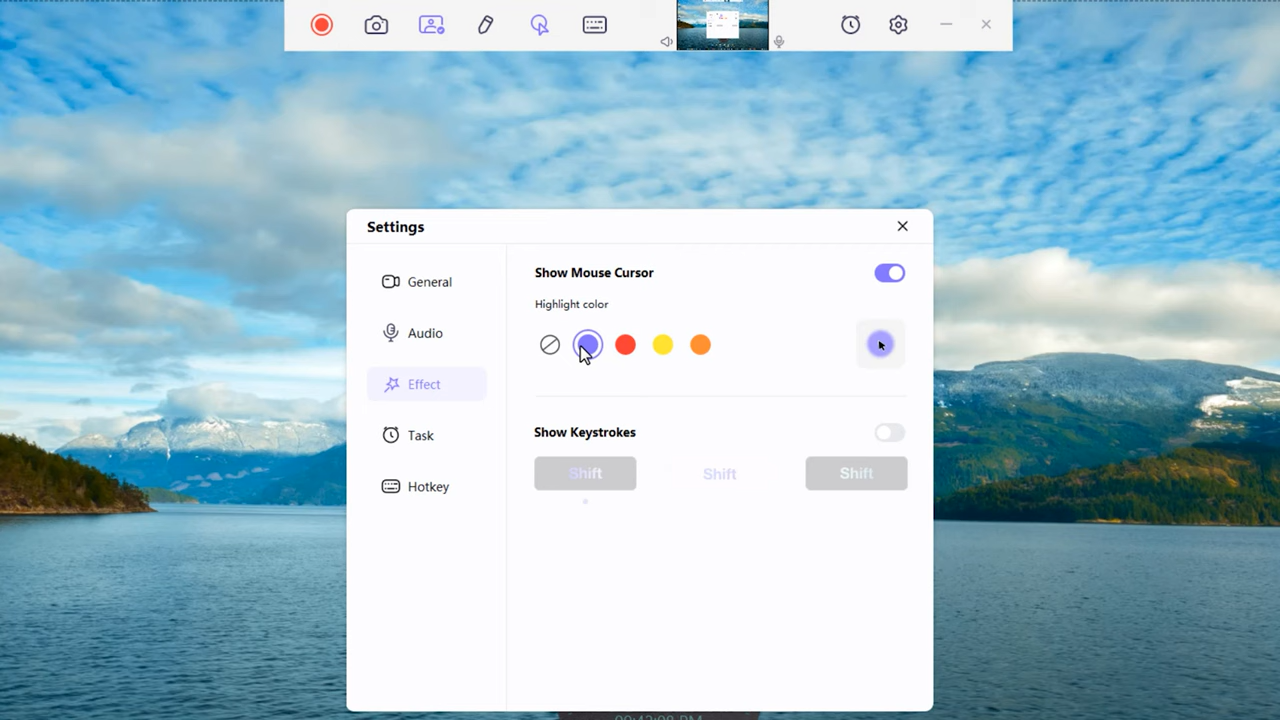 Settings
General
Audio
Effect
Task
Hotkey
Show Mouse Cursor
Highlight color
Show Keystrokes
Shift
Shift
Shift